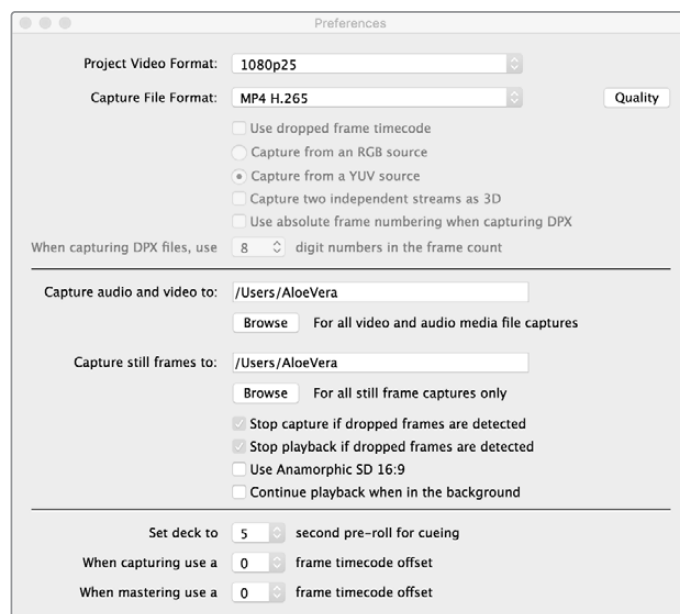 Preferences
Project Video Format: 1080p25
Capture File Format: MP4 H.265 Quality
Use dropped frame timecode
Capture from an RGB source
Capture from a YUV source
Capture two independent streams as 3D
Use absolute frame numbering when capturing DPX
When capturing DPX files, use 8 digit numbers in the frame count
Capture audio and video to: /Users/AloeVera
Browse For all video and audio media file captures
Capture still frames to: /Users/AloeVera
Browse For all still frame captures only
Stop capture if dropped frames are detected
Stop playback if dropped frames are detected
Use Anamorphic SD 16:9
Continue playback when in the background
Set deck to 5 second pre-roll for cueing
When capturing use a 0 frame timecode offset
When mastering use a 0 frame timecode offset